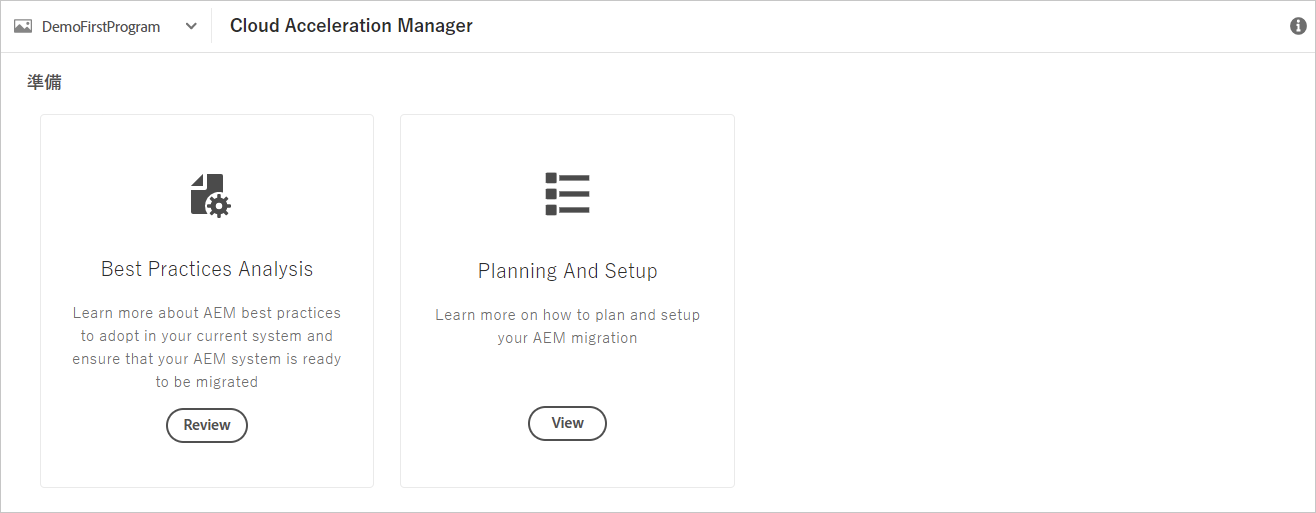 DemoFirstProgram
Cloud Acceleration Manager
準備
Best Practices Analysis
Learn more about AEM best practices
to adopt in your current system and
ensure that your AEM system is ready
to be migrated
Review
Planning And Setup
Learn more on how to plan and setup
your AEM migration
View